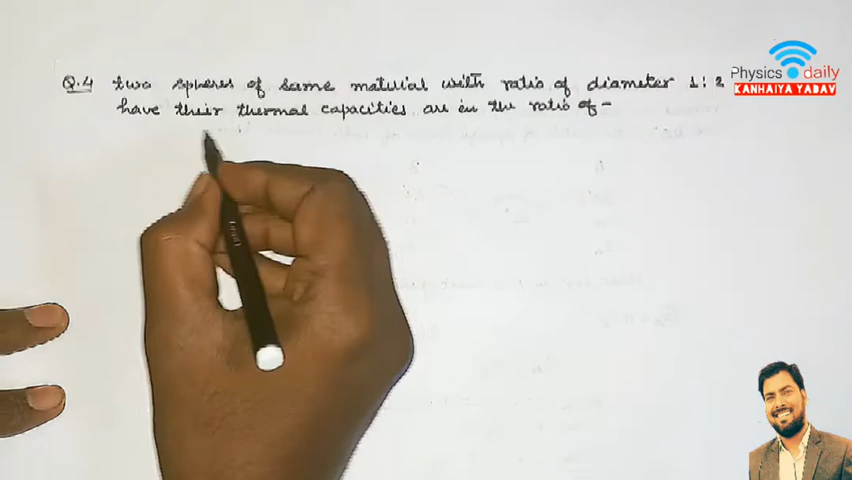 Q.4 two spheres of same material with ratio of diameter 1:2
have their thermal capacities are in the ratio of -
Physics daily
KANHAIYA YADAV